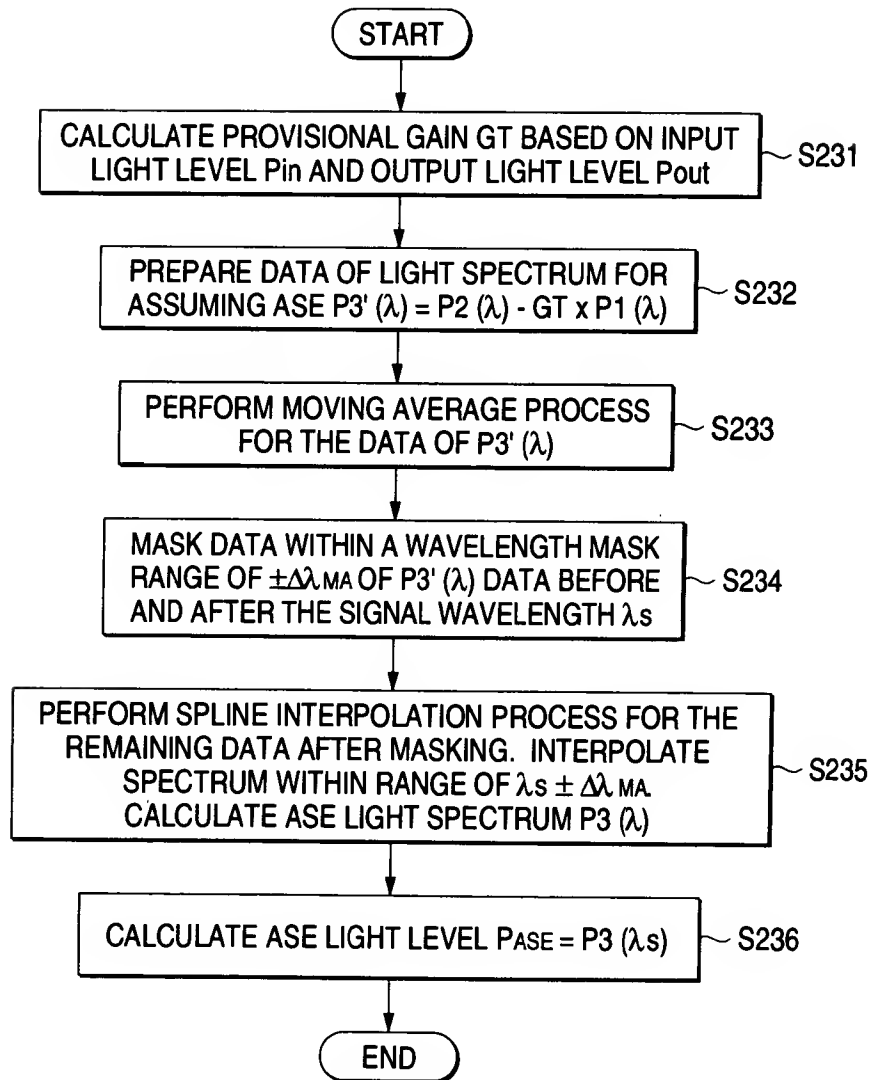 START
CALCULATE PROVISIONAL GAIN GT BASED ON INPUT
LIGHT LEVEL Pin AND OUTPUT LIGHT LEVEL Pout
S231
PREPARE DATA OF LIGHT SPECTRUM FOR
ASSUMING ASE P3' (λ) = P2 (λ) - GT x P1 (λ)
S232
PERFORM MOVING AVERAGE PROCESS
FOR THE DATA OF P3' (λ)
S233
MASK DATA WITHIN A WAVELENGTH MASK
RANGE OF ±Δλ MA OF P3' (λ) DATA BEFORE
AND AFTER THE SIGNAL WAVELENGTH λs
S234
PERFORM SPLINE INTERPOLATION PROCESS FOR THE
REMAINING DATA AFTER MASKING. INTERPOLATE
SPECTRUM WITHIN RANGE OF λs ± Δλ MA.
CALCULATE ASE LIGHT SPECTRUM P3 (λ)
S235
CALCULATE ASE LIGHT LEVEL PASE = P3 (λs)
S236
END